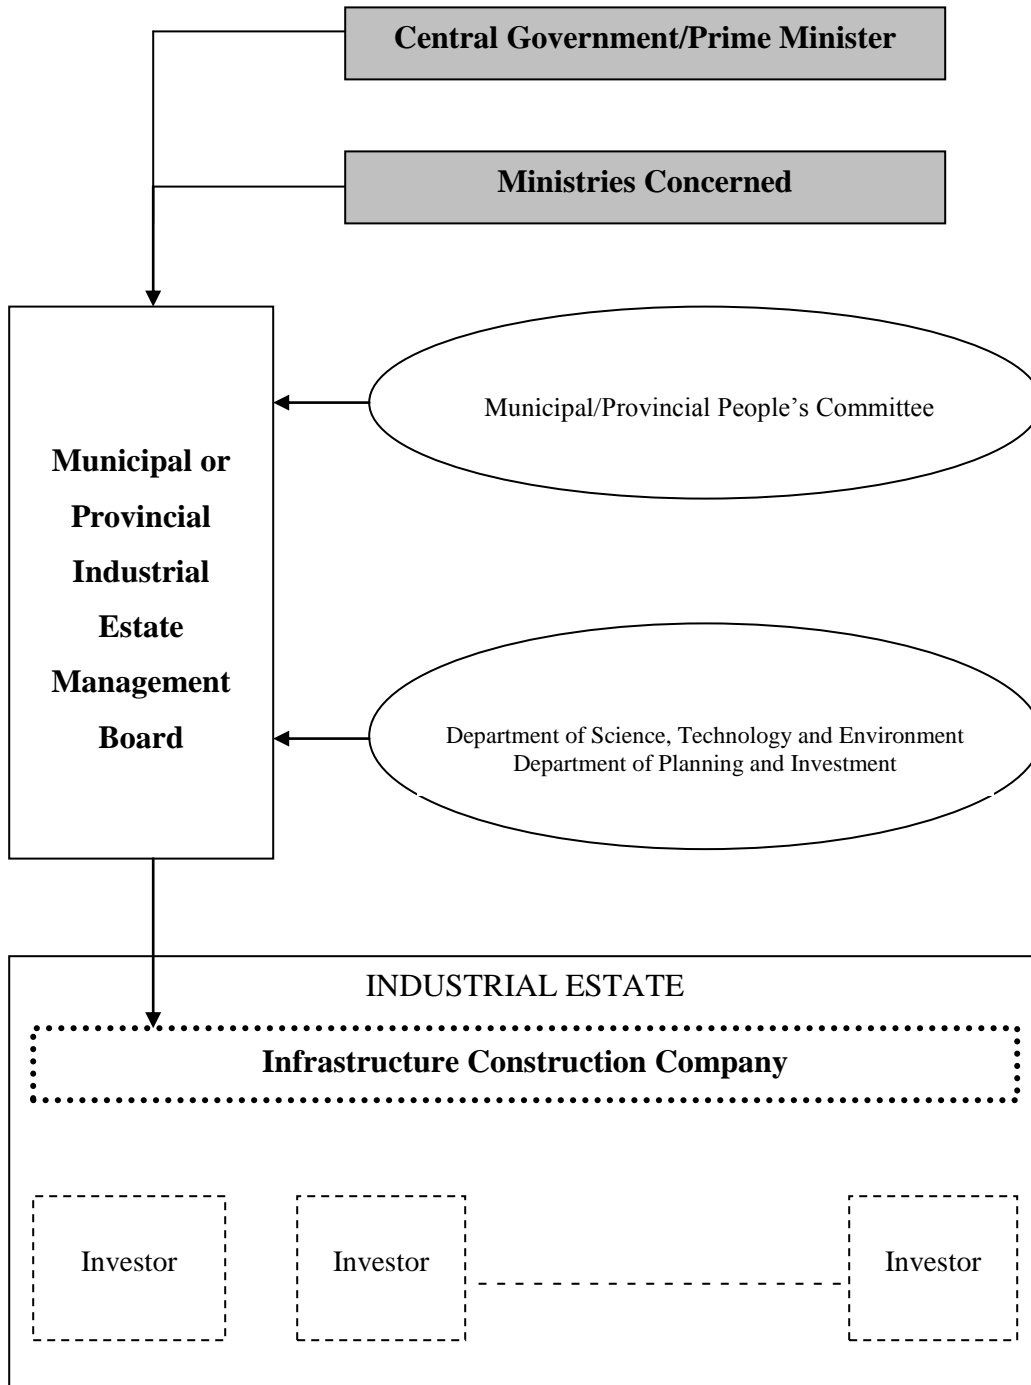 Central Government/Prime Minister
Ministries Concerned
Municipal/Provincial People’s Committee
Municipal or
Provincial
Industrial
Estate
Management
Board
Department of Science, Technology and Environment
Department of Planning and Investment
INDUSTRIAL ESTATE
Infrastructure Construction Company
Investor
Investor
Investor